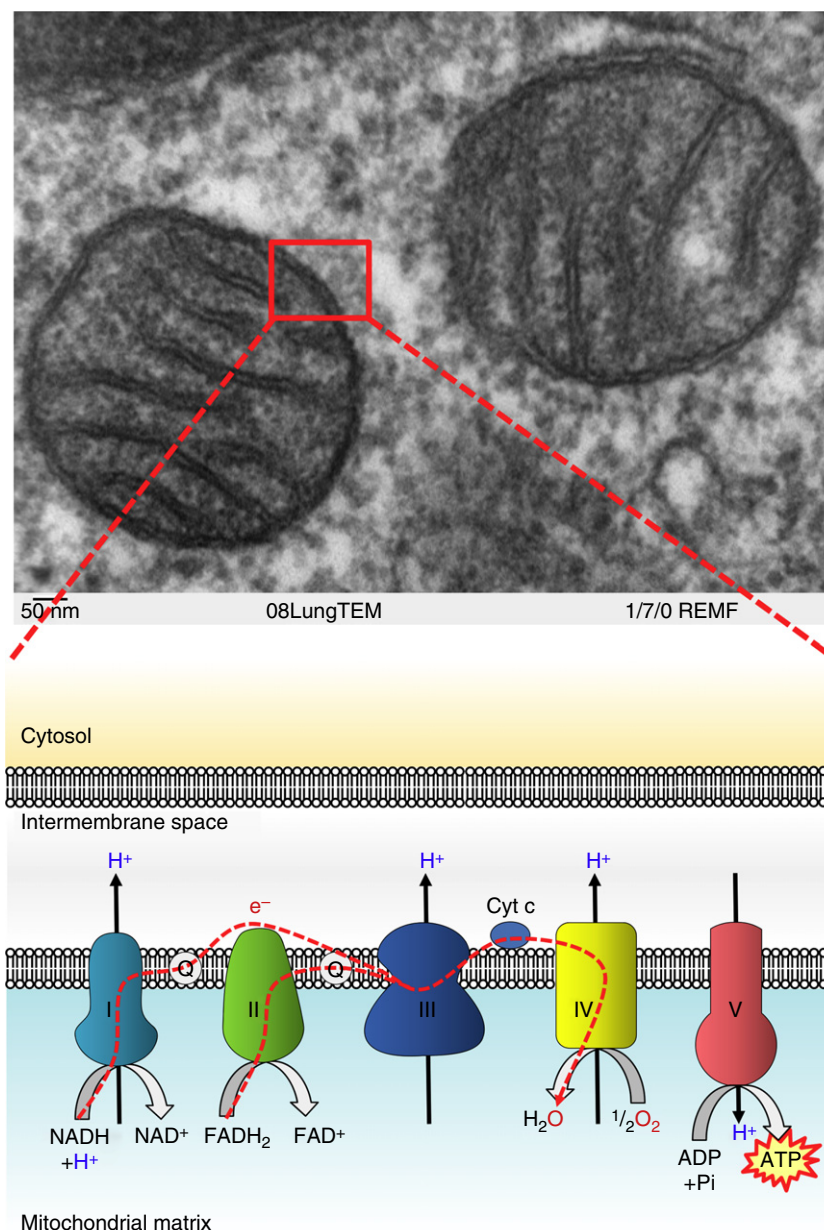 50 nm 08LungTEM 1/7/0 REMF
Cytosol
Intermembrane space
H⁺ H⁺ H⁺
e⁻ Cyt c
Q Q
I II III IV V
NADH NAD⁺ FADH₂ FAD⁺ H₂O ¹/₂O₂ H⁺
+H⁺ ADP ATP
+Pi
Mitochondrial matrix